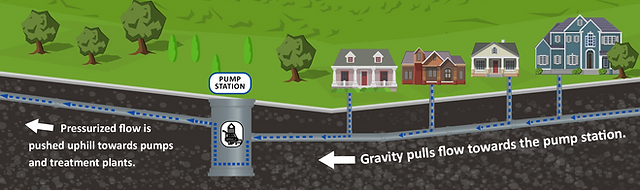 PUMP
STATION
Pressurized flow is
pushed uphill towards pumps
and treatment plants.
Gravity pulls flow towards the pump station.